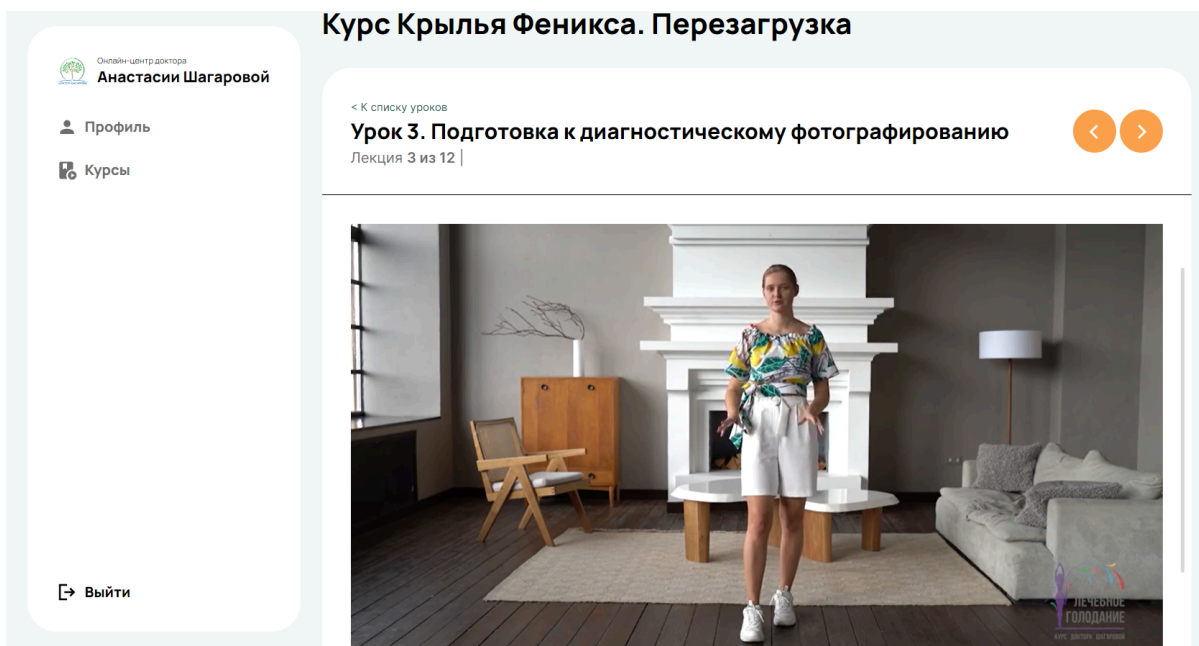 Курс Крылья Феникса. Перезагрузка
Онлайн-центр доктора
Анастасии Шагаровой
Профиль
Курсы
Выйти
< К списку уроков
Урок 3. Подготовка к диагностическому фотографированию
Лекция 3 из 12 |
ЛЕЧЕБНОЕ
ГОЛОДАНИЕ
КУРС ДОКТОРА ШАГАРОВОЙ